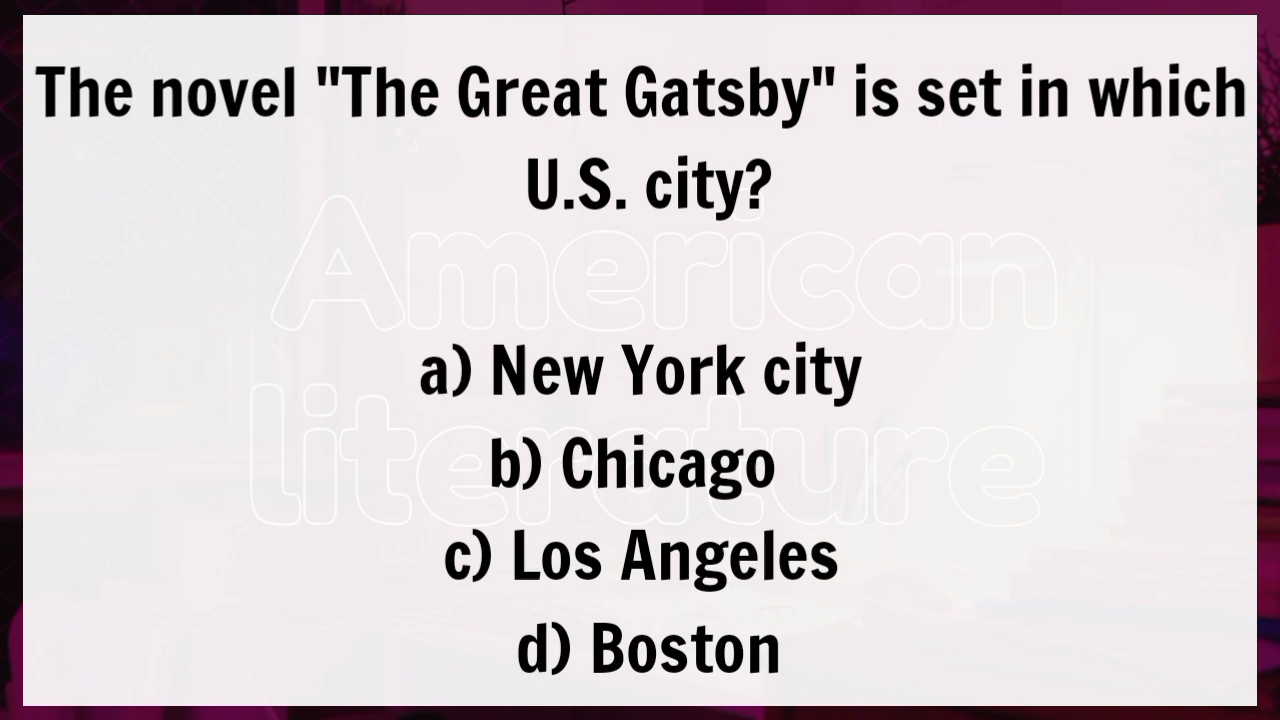 The novel "The Great Gatsby" is set in which
U.S. city?
American
literature
a) New York city
b) Chicago
c) Los Angeles
d) Boston